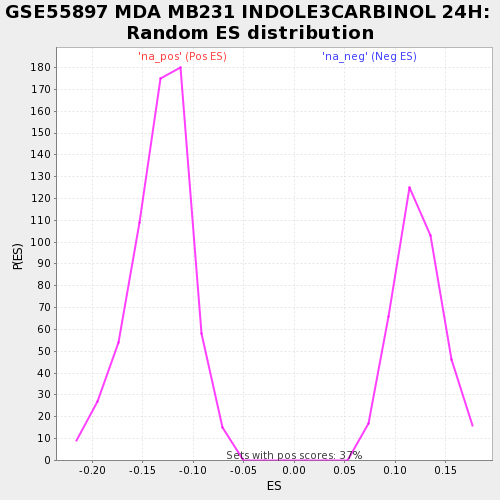 GSE55897 MDA MB231 INDOLE3CARBINOL 24H:
Random ES distribution
'na_pos' (Pos ES)
'na_neg' (Neg ES)
180
170
160
150
140
130
120
110
100
90
80
70
60
50
40
30
20
10
0
P(ES)
Sets with pos scores: 37%
-0.20 -0.15 -0.10 -0.05 0.00 0.05 0.10 0.15
ES